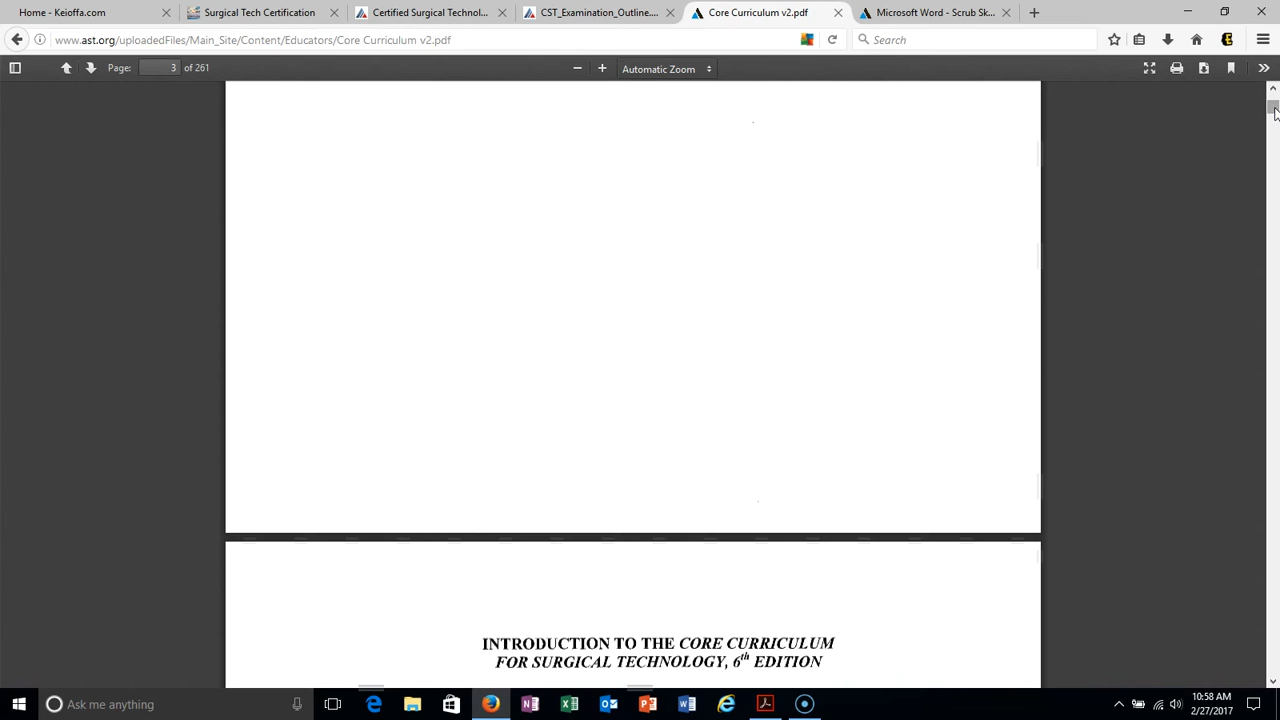 Home - Keioffa.com
Surgical Tech Certification
Certified Surgical Technol...
CST_Examination_Outline...
Core Curriculum v2.pdf
Microsoft Word - Scrub Sk...
www.ast.org/uploadedFiles/Main_Site/Content/Educators/Core Curriculum v2.pdf
Search
Page: 3 of 261
Automatic Zoom
INTRODUCTION TO THE CORE CURRICULUM
FOR SURGICAL TECHNOLOGY, 6th EDITION
Ask me anything
10:58 AM
2/27/2017